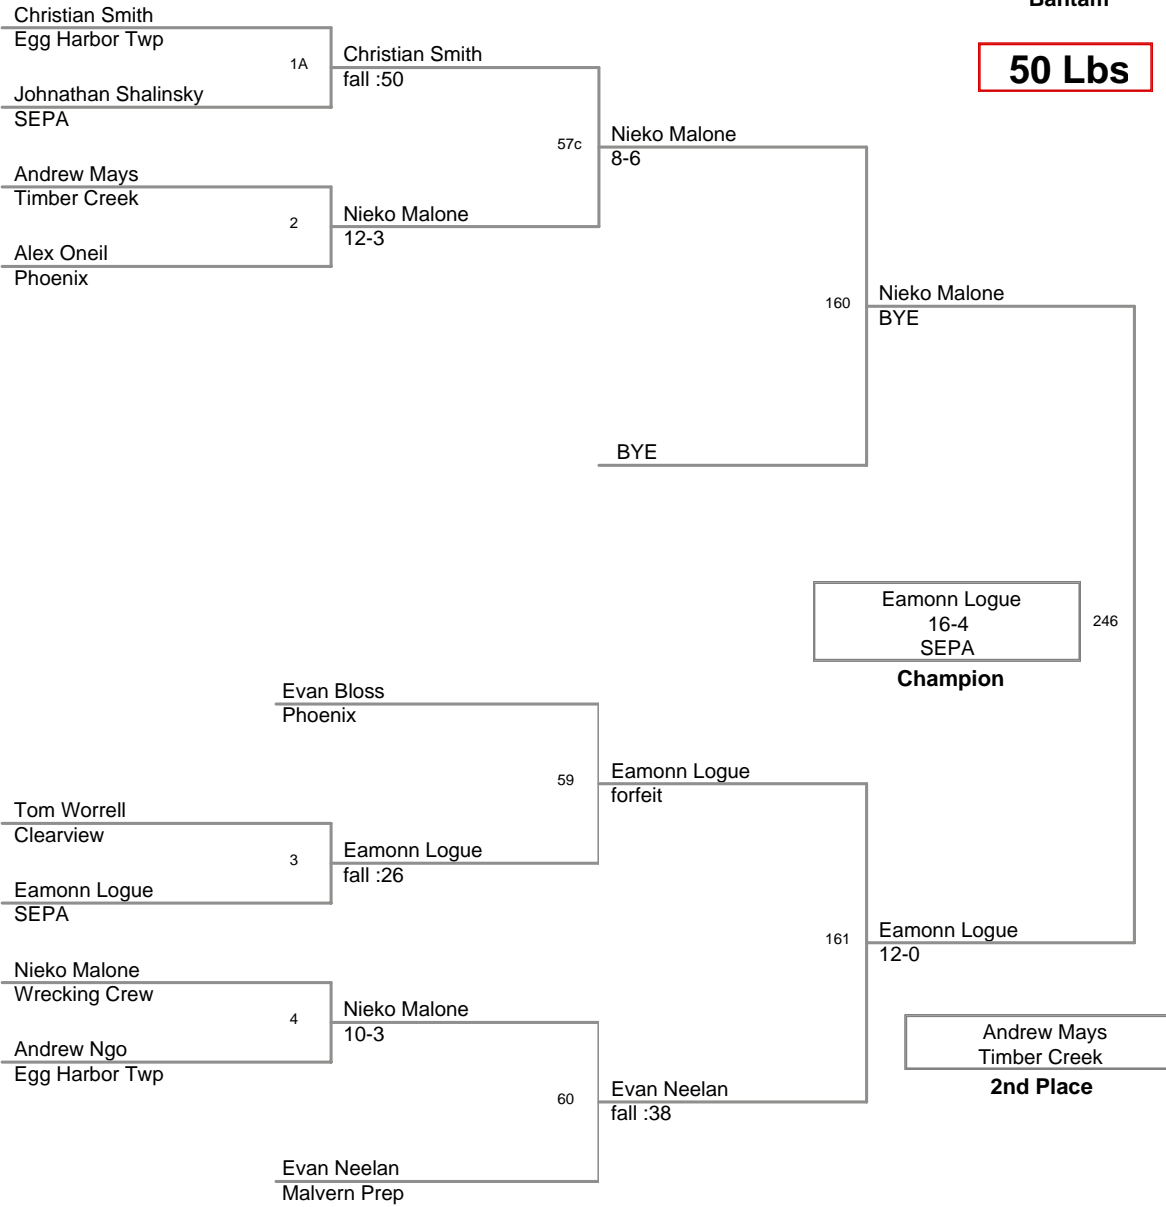 Bantam
50 Lbs
Christian Smith
Egg Harbor Twp
1A
Johnathan Shalinsky
SEPA
Christian Smith
fall :50
Andrew Mays
Timber Creek
2
Alex Oneil
Phoenix
Nieko Malone
12-3
57c
Nieko Malone
8-6
BYE
160
Nieko Malone
BYE
Eamonn Logue
16-4
SEPA
Champion
246
Evan Bloss
Phoenix
59
Tom Worrell
Clearview
3
Eamonn Logue
SEPA
Eamonn Logue
fall :26
Eamonn Logue
forfeit
161
Eamonn Logue
12-0
Nieko Malone
Wrecking Crew
4
Andrew Ngo
Egg Harbor Twp
Nieko Malone
10-3
60
Evan Neelan
fall :38
Evan Neelan
Malvern Prep
Andrew Mays
Timber Creek
2nd Place